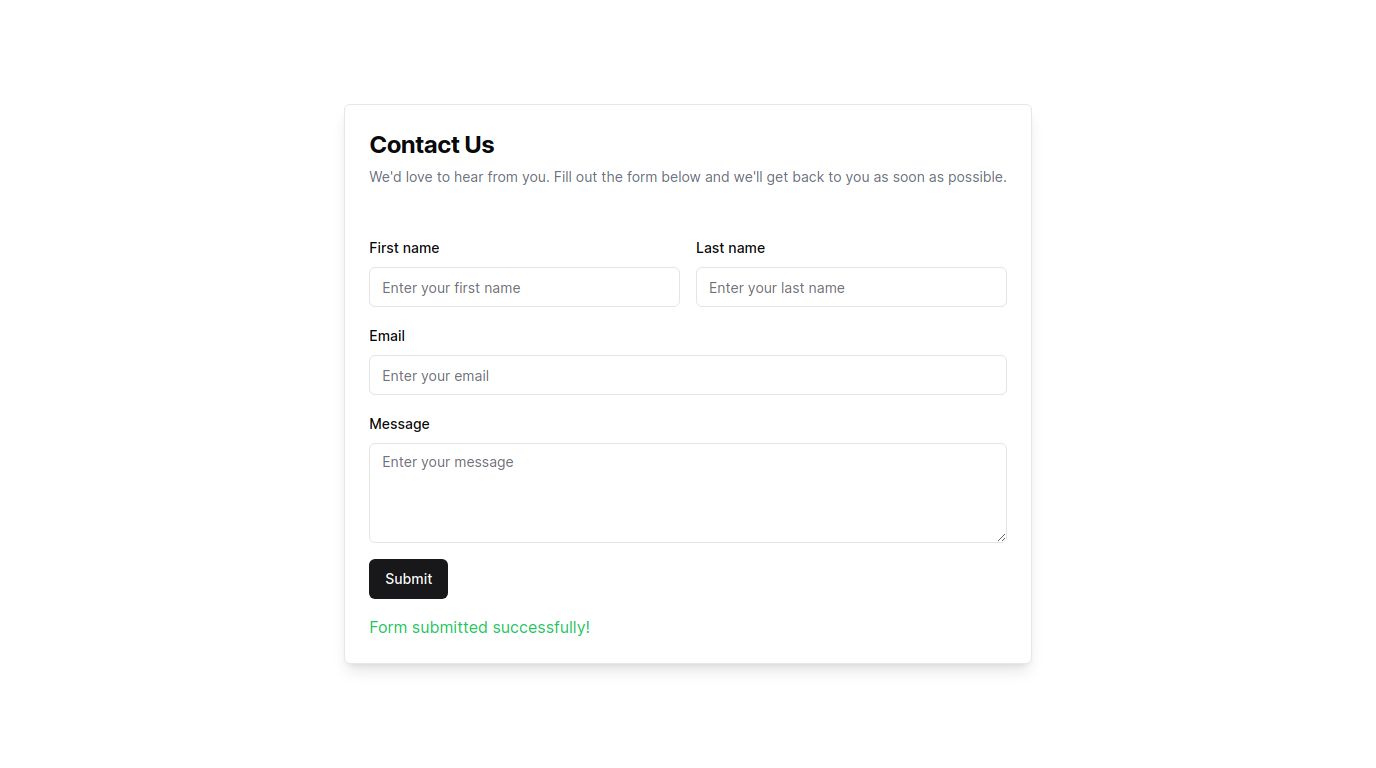 Contact Us
We'd love to hear from you. Fill out the form below and we'll get back to you as soon as possible.
First name
Last name
Enter your first name
Enter your last name
Email
Enter your email
Message
Enter your message
Submit
Form submitted successfully!